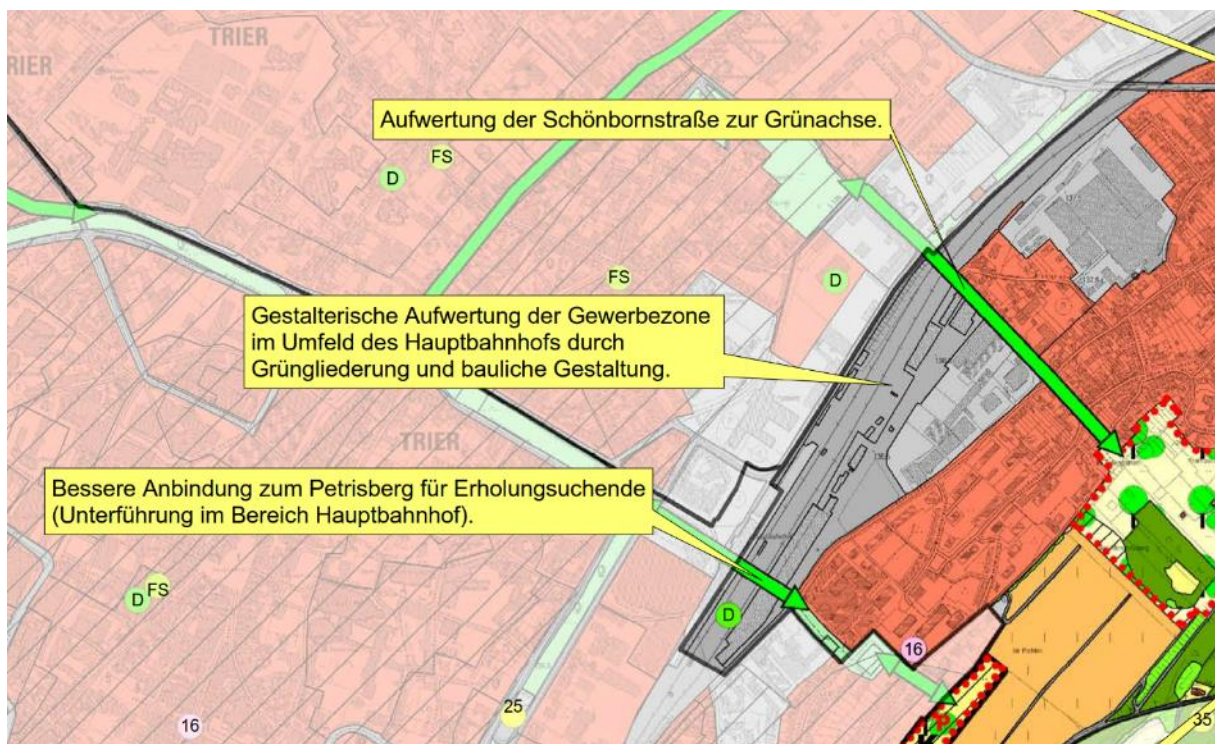 TRIER
RIER
Aufwertung der Schönbornstraße zur Grünachse.
FS
D
FS
D
Gestalterische Aufwertung der Gewerbezone
im Umfeld des Hauptbahnhofs durch
Grüngliederung und bauliche Gestaltung.
TRIER
Bessere Anbindung zum Petrisberg für Erholungsuchende
(Unterführung im Bereich Hauptbahnhof).
FS
D
D
16
25
16
35